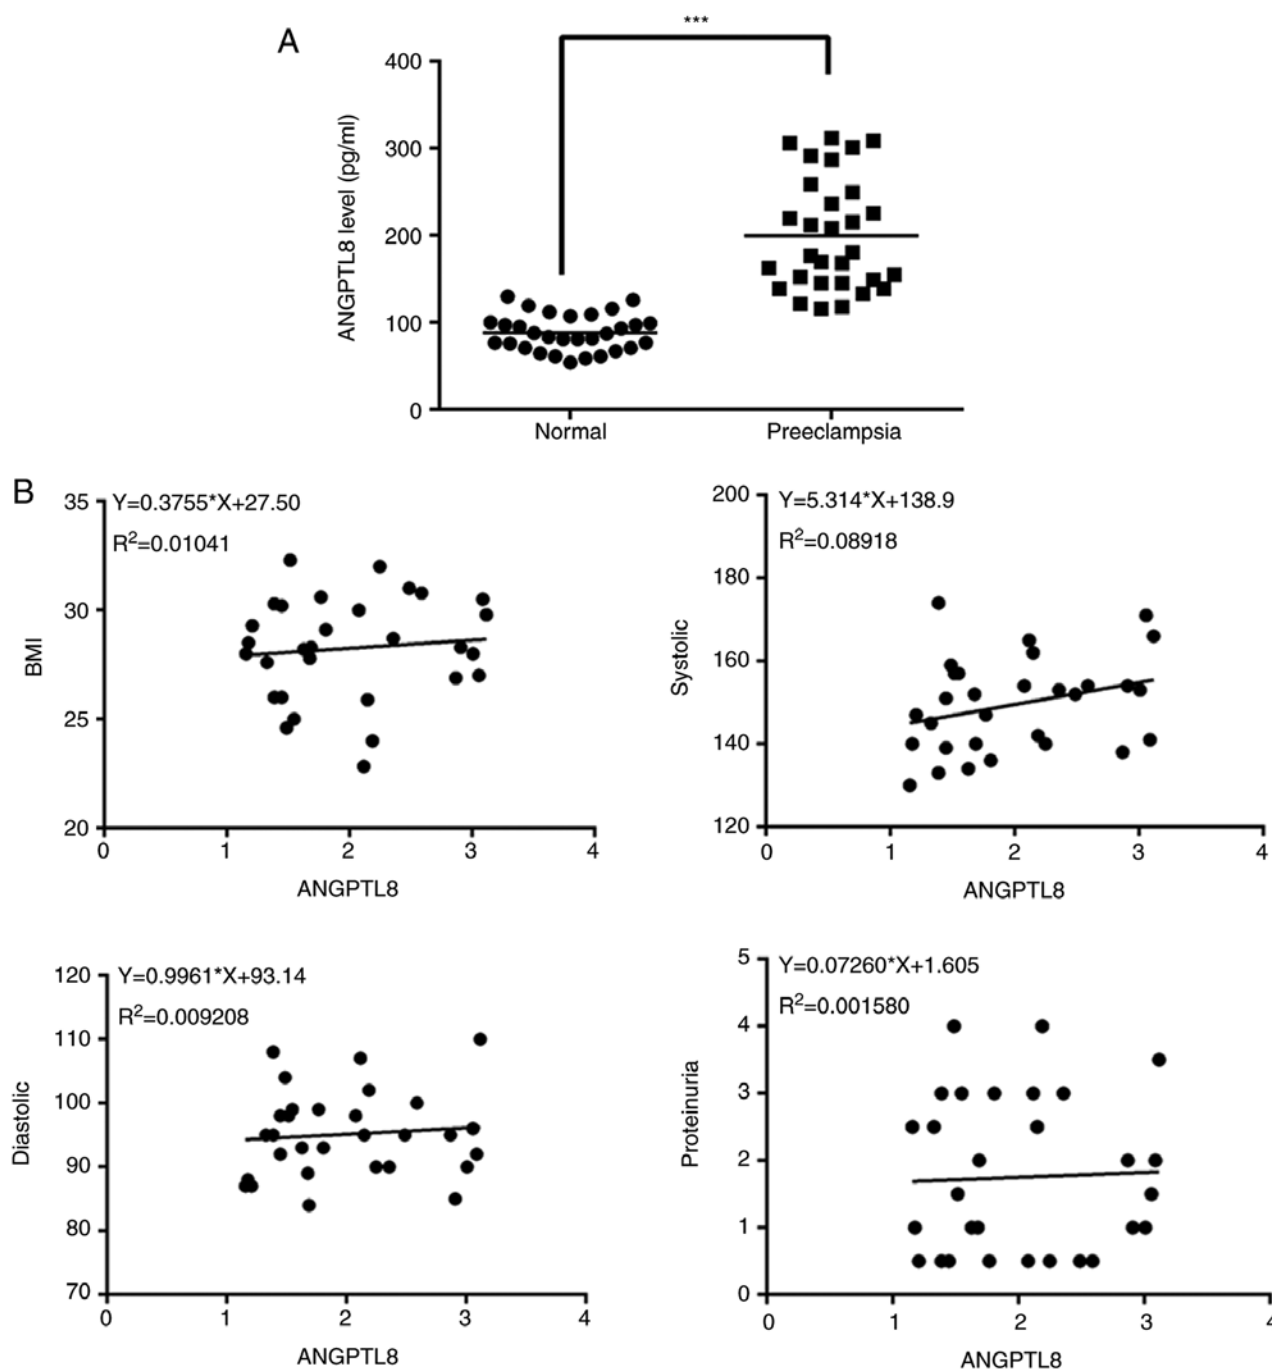 A
***
400
300
200
100
0
ANGPTL8 level (pg/ml)
Normal Preeclampsia
B
Y=0.3755*X+27.50
R²=0.01041
35
30
25
20
BMI
0 1 2 3 4
ANGPTL8
Y=5.314*X+138.9
R²=0.08918
200
180
160
140
120
Systolic
0 1 2 3 4
ANGPTL8
Y=0.9961*X+93.14
R²=0.009208
120
110
100
90
80
70
Diastolic
0 1 2 3 4
ANGPTL8
Y=0.07260*X+1.605
R²=0.001580
5
4
3
2
1
0
Proteinuria
0 1 2 3 4
ANGPTL8